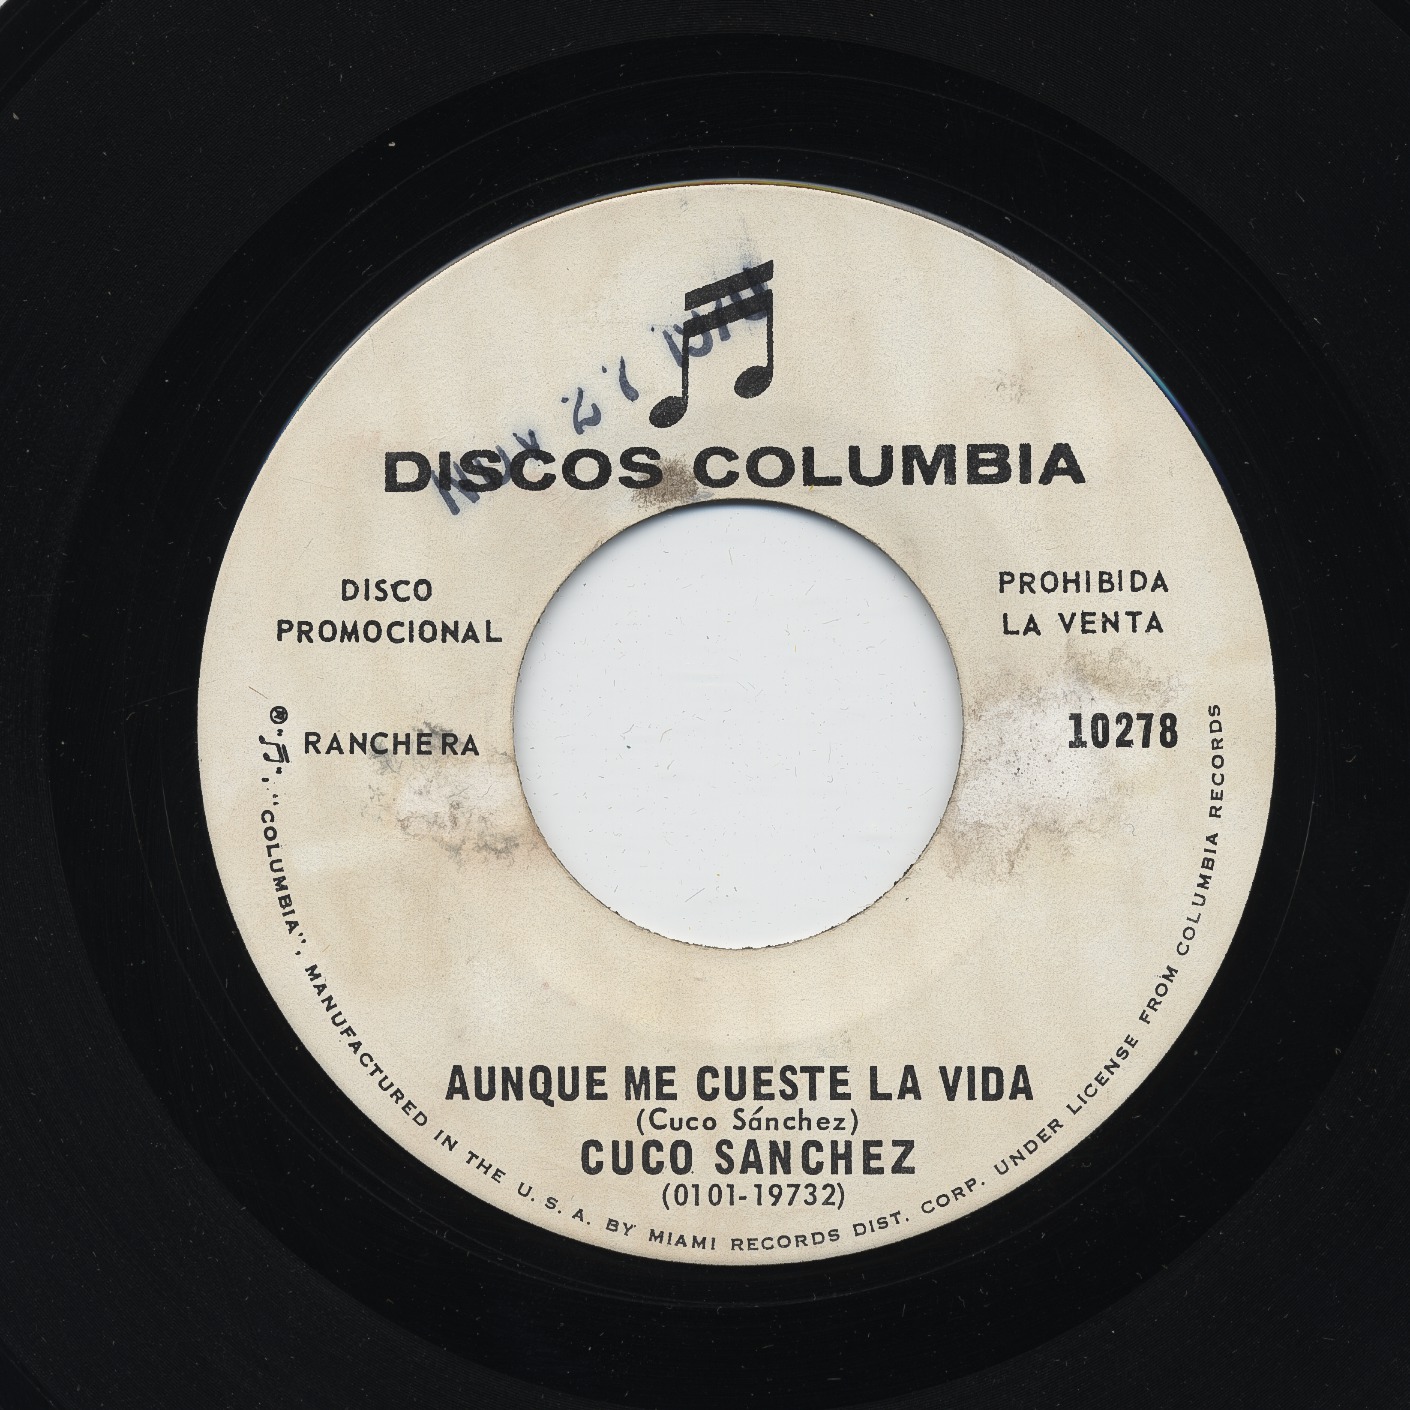 DISCOS COLUMBIA
DISCO
PROMOCIONAL
PROHIBIDA
LA VENTA
RANCHERA
10278
AUNQUE ME CUESTE LA VIDA
(Cuco Sánchez)
CUCO SANCHEZ
(0101-19732)
® "♫", "COLUMBIA", MANUFACTURED IN THE U. S. A. BY MIAMI RECORDS DIST. CORP. UNDER LICENSE FROM COLUMBIA RECORDS